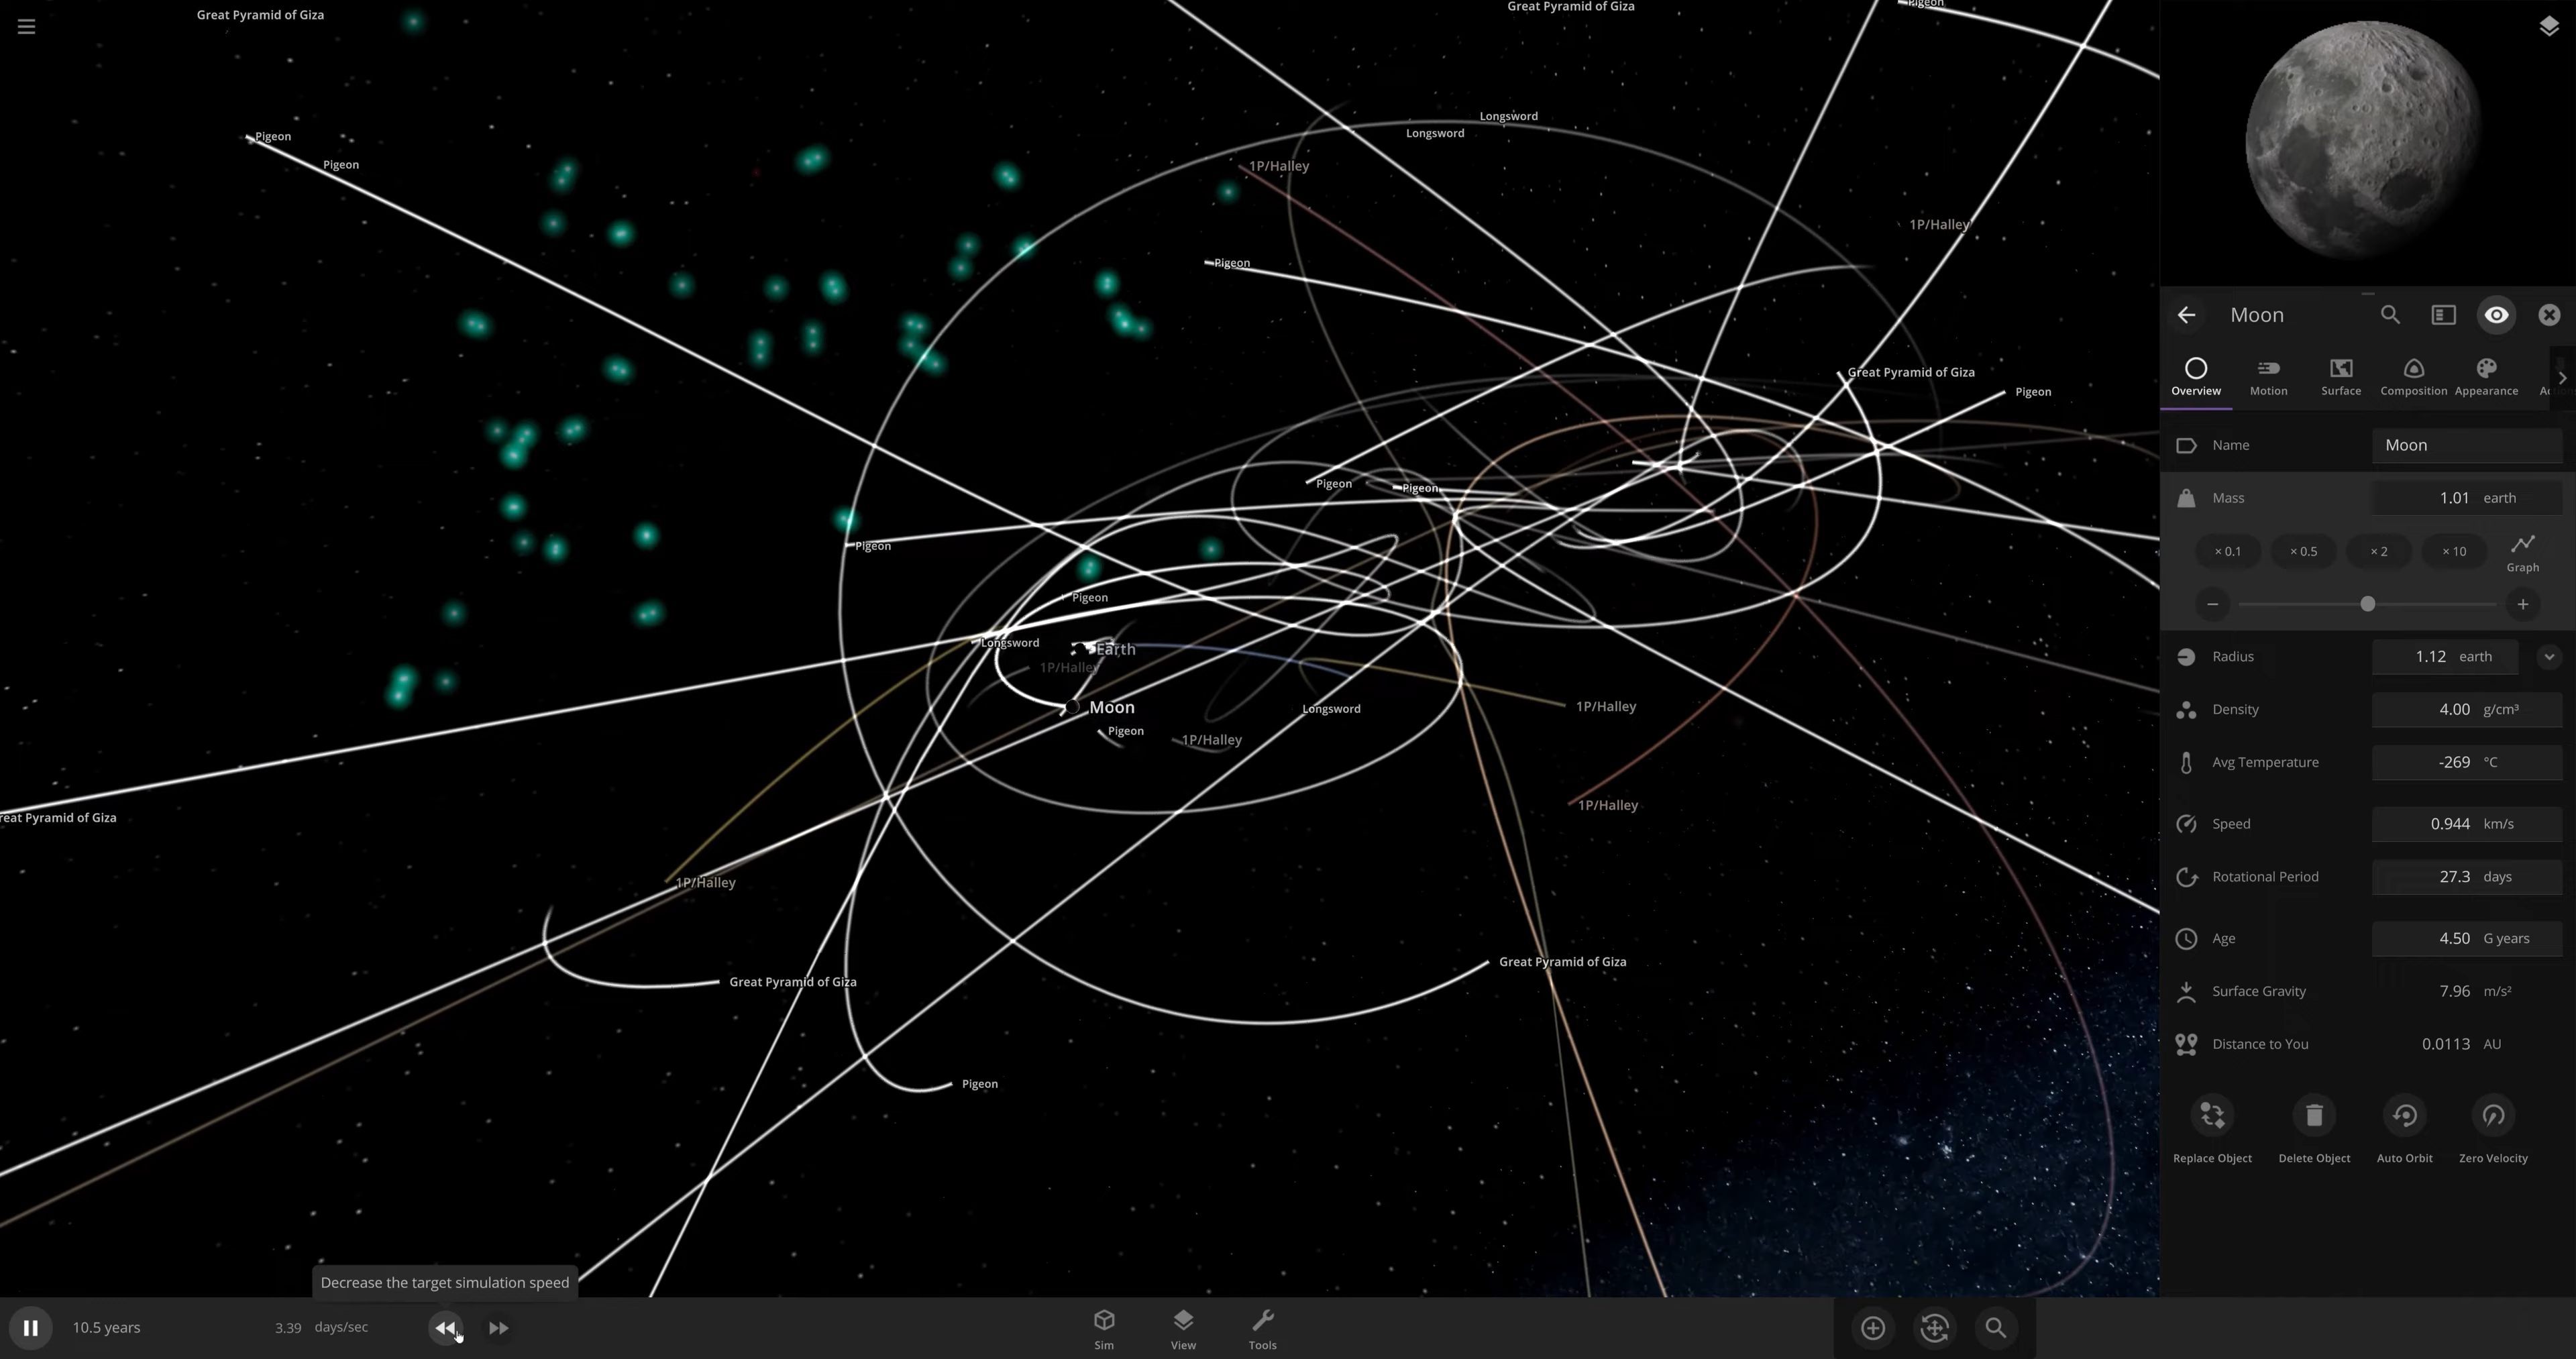 Great Pyramid of Giza
Great Pyramid of Giza
Pigeon
Pigeon
Pigeon
Longsword
Longsword
1P/Halley
1P/Halley
Pigeon
Great Pyramid of Giza
Pigeon
Pigeon
Pigeon
Pigeon
Pigeon
Longsword
Earth
1P/Halley
Moon
Longsword
1P/Halley
Pigeon
1P/Halley
1P/Halley
reat Pyramid of Giza
1P/Halley
Great Pyramid of Giza
Great Pyramid of Giza
Pigeon
Decrease the target simulation speed
10.5 years
3.39 days/sec
Sim
View
Tools
Moon
Overview
Motion
Surface
Composition
Appearance
Name
Moon
Mass
1.01 earth
× 0.1
× 0.5
× 2
× 10
Graph
Radius
1.12 earth
Density
4.00 g/cm³
Avg Temperature
-269 °C
Speed
0.944 km/s
Rotational Period
27.3 days
Age
4.50 G years
Surface Gravity
7.96 m/s²
Distance to You
0.0113 AU
Replace Object
Delete Object
Auto Orbit
Zero Velocity